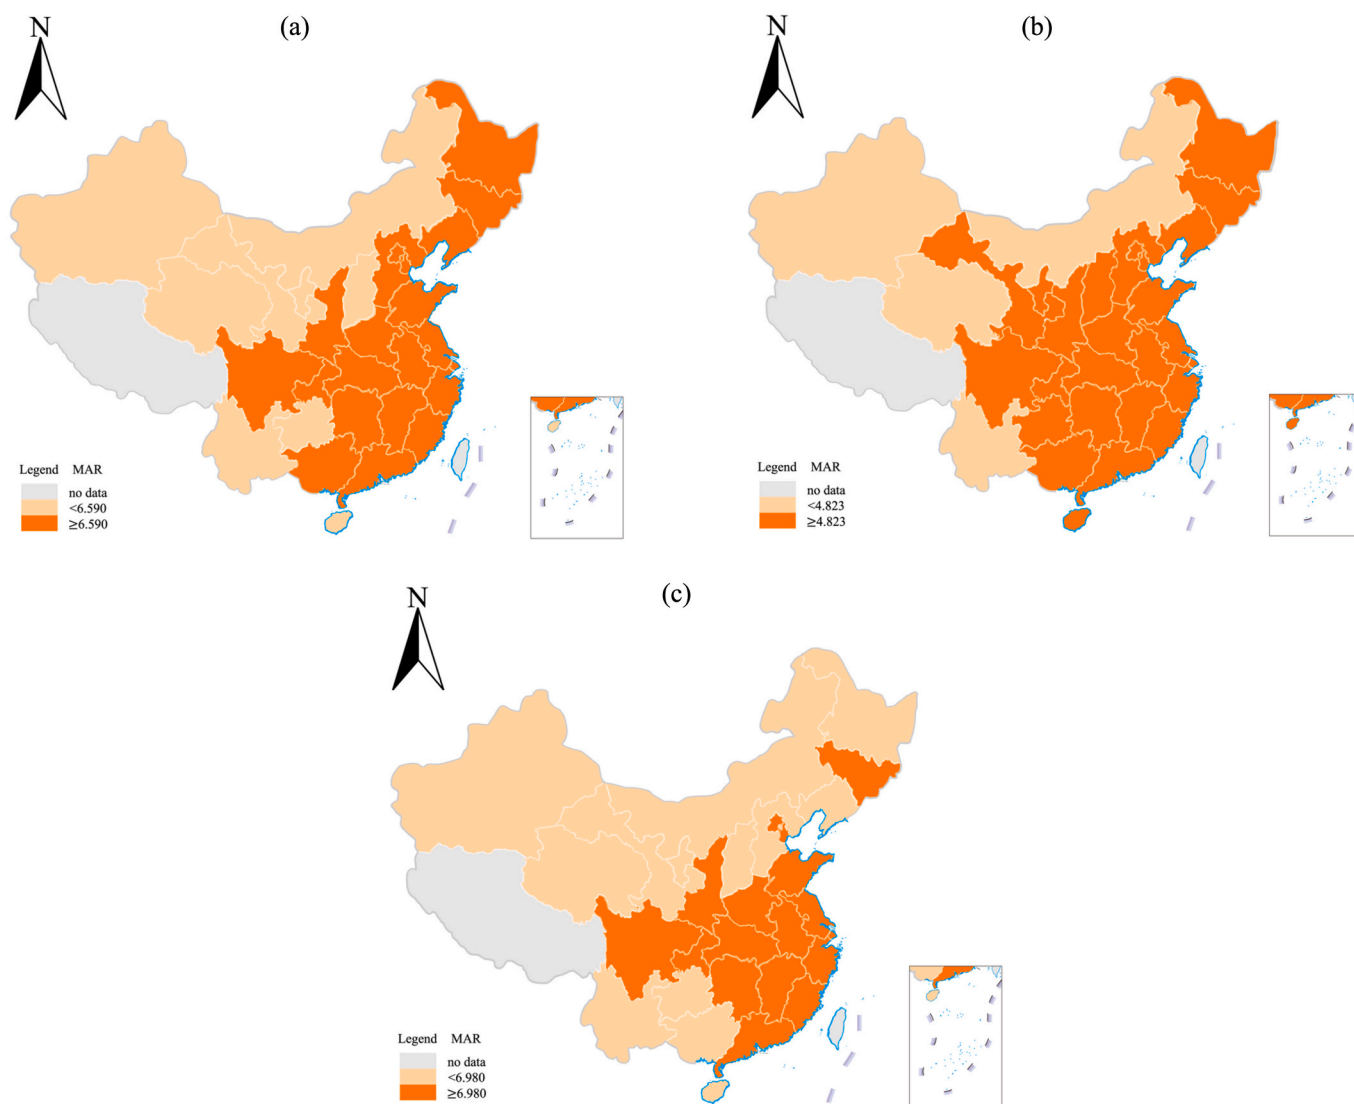 (a)
N
Legend MAR
no data
<6.590
≥6.590
(b)
N
Legend MAR
no data
<4.823
≥4.823
(c)
N
Legend MAR
no data
<6.980
≥6.980